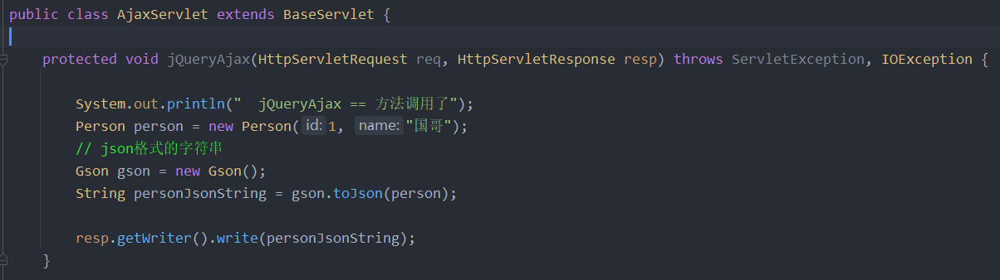 public class AjaxServlet extends BaseServlet {
protected void jQueryAjax(HttpServletRequest req, HttpServletResponse resp) throws ServletException, IOException {
System.out.println("  jQueryAjax == 方法调用了");
Person person = new Person( id: 1, name: "国哥");
// json格式的字符串
Gson gson = new Gson();
String personJsonString = gson.toJson(person);
resp.getWriter().write(personJsonString);
}